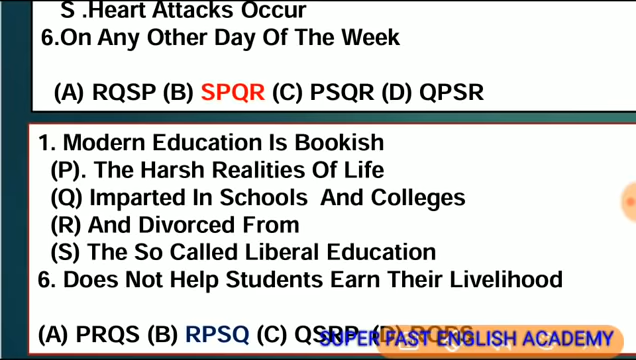 S .Heart Attacks Occur
6.On Any Other Day Of The Week
(A) RQSP (B) SPQR (C) PSQR (D) QPSR
1. Modern Education Is Bookish
(P). The Harsh Realities Of Life
(Q) Imparted In Schools And Colleges
(R) And Divorced From
(S) The So Called Liberal Education
6. Does Not Help Students Earn Their Livelihood
(A) PRQS (B) RPSQ (C) QSRP (D)
SUPER FAST ENGLISH ACADEMY